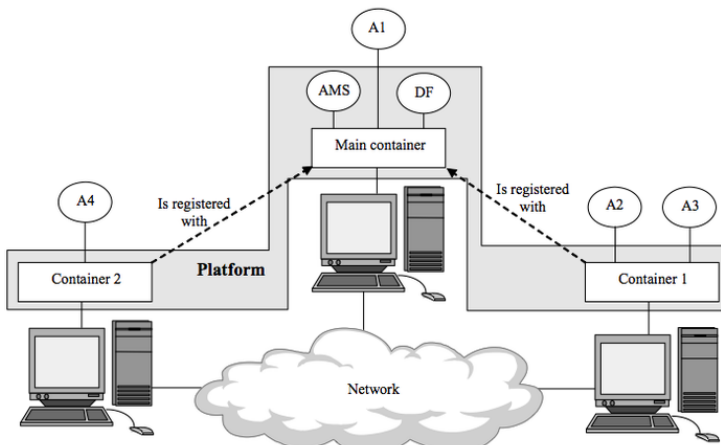 A1
AMS
DF
Main container
Is registered
with
Is registered
with
A4
A2
A3
Platform
Container 2
Container 1
Network